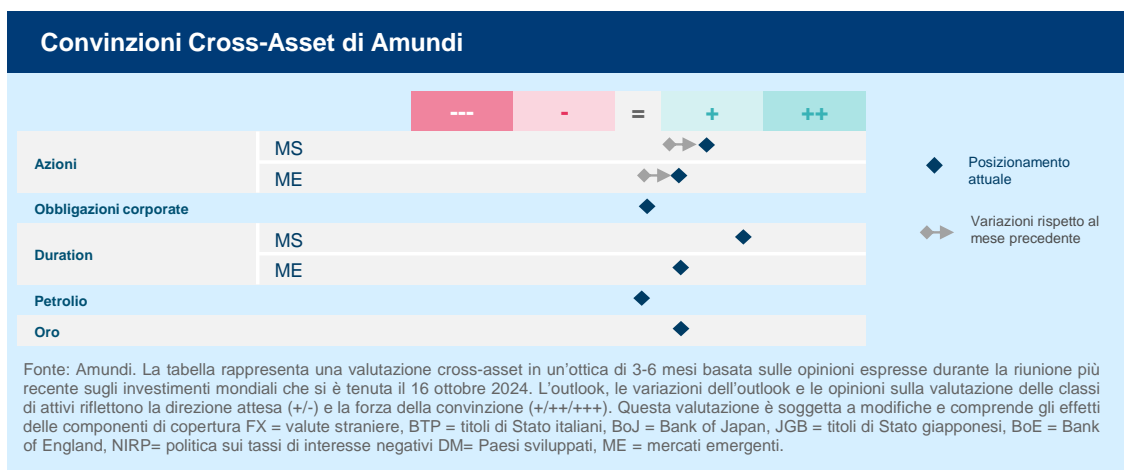 Convinzioni Cross-Asset di Amundi
--- - = + ++
Azioni
MS
ME
Obbligazioni corporate
Duration
MS
ME
Petrolio
Oro
Posizionamento
attuale
Variazioni rispetto al
mese precedente
Fonte: Amundi. La tabella rappresenta una valutazione cross-asset in un’ottica di 3-6 mesi basata sulle opinioni espresse durante la riunione più
recente sugli investimenti mondiali che si è tenuta il 16 ottobre 2024. L’outlook, le variazioni dell’outlook e le opinioni sulla valutazione delle classi
di attivi riflettono la direzione attesa (+/-) e la forza della convinzione (+/++/+++). Questa valutazione è soggetta a modifiche e comprende gli effetti
delle componenti di copertura FX = valute straniere, BTP = titoli di Stato italiani, BoJ = Bank of Japan, JGB = titoli di Stato giapponesi, BoE = Bank
of England, NIRP= politica sui tassi di interesse negativi DM= Paesi sviluppati, ME = mercati emergenti.